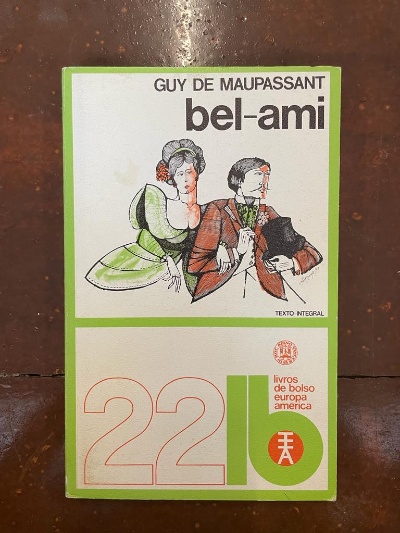 GUY DE MAUPASSANT
bel-ami
TEXTO INTEGRAL
22 lb
livros
de bolso
europa
américa